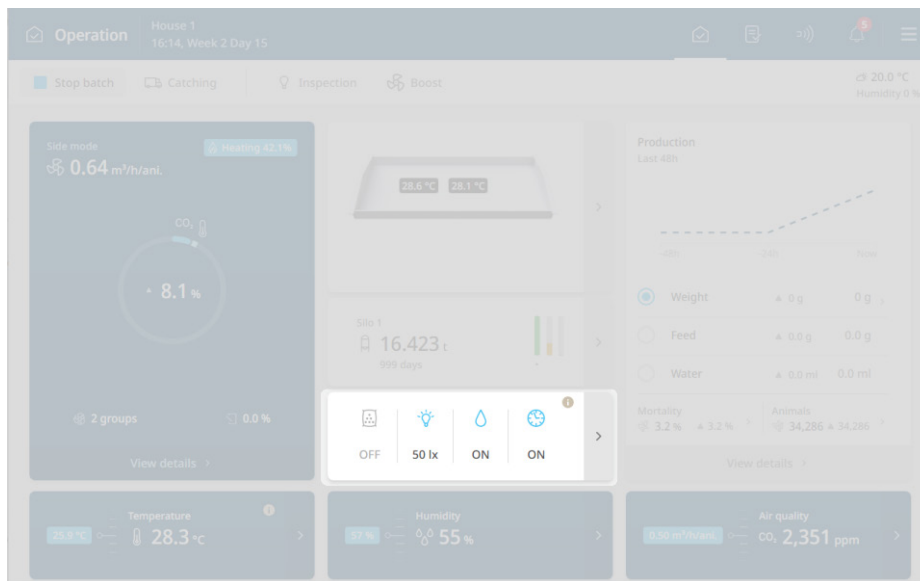 Operation
House 1
16:14, Week 2 Day 15
5
Stop batch
Catching
Inspection
Boost
20.0 °C
Humidity 0 %
Side mode
Heating 42.1%
0.64 m³/h/ani.
CO₂
8.1 %
2 groups
0.0 %
View details
28.6 °C 28.1 °C
Silo 1
16.423 t
999 days
-
OFF 50 lx ON ON
Production
Last 48h
-48h -24h Now
Weight ▲ 0 g 0 g
Feed ▲ 0.0 g 0.0 g
Water ▲ 0.0 ml 0.0 ml
Mortality
3.2 % ▲ 3.2 %
Animals
34,286 ▲ 34,286
View details
Temperature
25.9 °C 28.3 °C
Humidity
57 % 55 %
Air quality
0.50 m³/h/ani. CO₂ 2,351 ppm